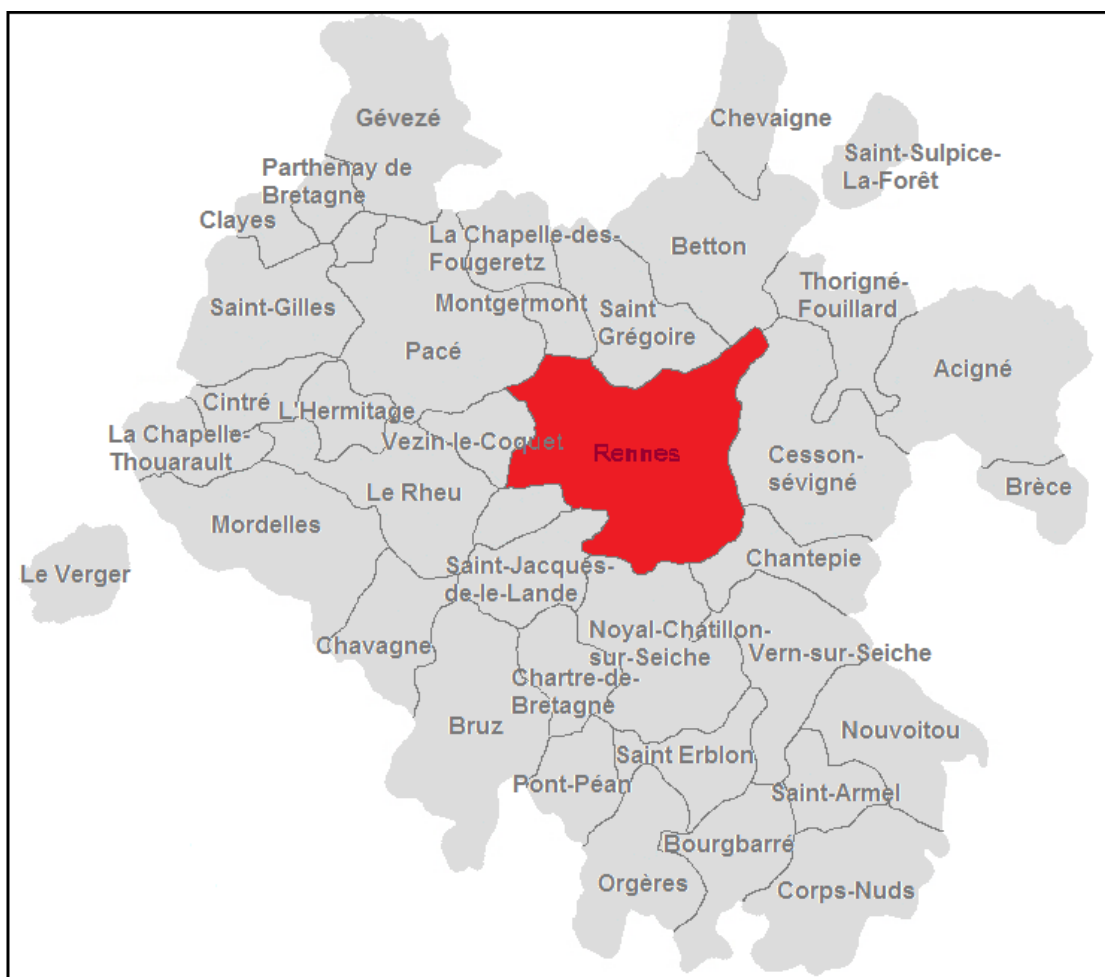 Gévezé
Chevaigne
Saint-Sulpice-
La-Forêt
Parthenay de
Bretagne
Clayes
La Chapelle-des-
Fougeretz
Betton
Thorigné-
Fouillard
Saint-Gilles
Montgermont
Saint
Grégoire
Pacé
Acigné
Cintré
L'Hermitage
La Chapelle-
Thouarault
Vezin-le-Coquet
Rennes
Cesson-
sévigné
Le Rheu
Brèce
Mordelles
Le Verger
Saint-Jacques-
de-le-Lande
Chantepie
Chavagne
Noyal-Châtillon-
sur-Seiche
Vern-sur-Seiche
Chartre-de-
Bretagne
Bruz
Nouvoitou
Saint Erblon
Pont-Péan
Saint-Armel
Bourgbarré
Orgères
Corps-Nuds